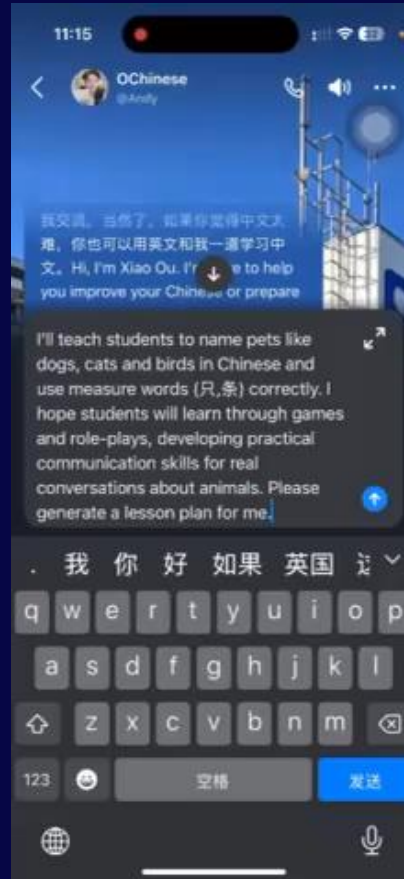 11:15
OChinese
@Andy
我交流。当然了，如果你觉得中文太
难，你也可以用英文和我一道学习中
文。Hi, I'm Xiao Ou. I'm to help
you improve your Chinese or prepare
I'll teach students to name pets like
dogs, cats and birds in Chinese and
use measure words (只,条) correctly. I
hope students will learn through games
and role-plays, developing practical
communication skills for real
conversations about animals. Please
generate a lesson plan for me.
. 我 你 好 如果 英国
q w e r t y u i o p
a s d f g h j k l
z x c v b n m
123 空格 发送